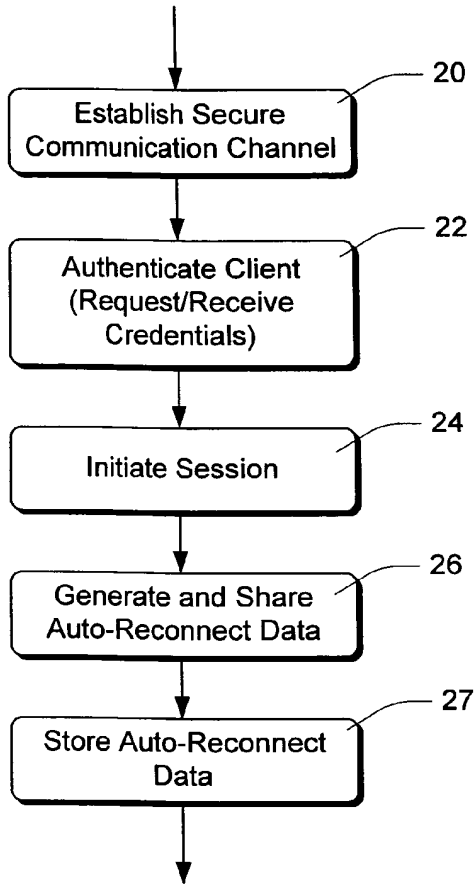 20
Establish Secure
Communication Channel
22
Authenticate Client
(Request/Receive
Credentials)
24
Initiate Session
26
Generate and Share
Auto-Reconnect Data
27
Store Auto-Reconnect
Data